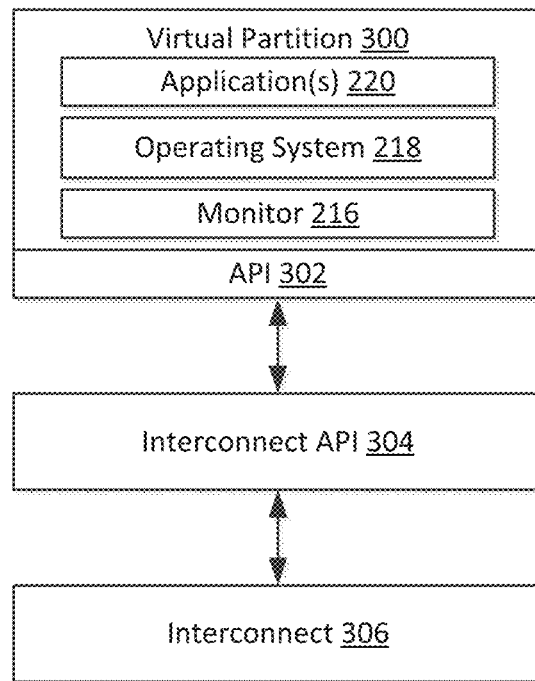 Virtual Partition 300
Application(s) 220
Operating System 218
Monitor 216
API 302
Interconnect API 304
Interconnect 306